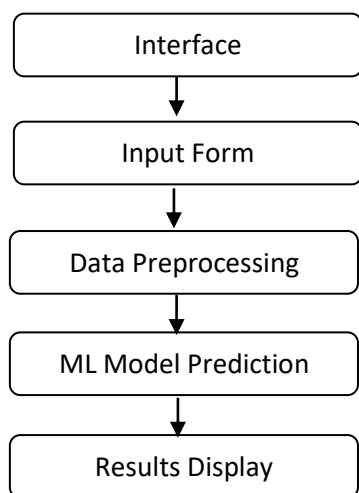 Interface
Input Form
Data Preprocessing
ML Model Prediction
Results Display